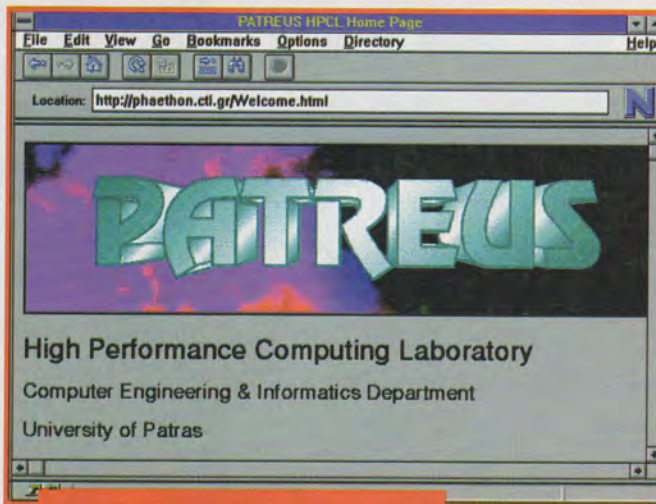 PATREUS HPCL Home Page
File Edit View Go Bookmarks Options Directory Help
Location: http://phaethon.ctl.gr/Welcome.html
N
PATREUS
High Performance Computing Laboratory
Computer Engineering & Informatics Department
University of Patras